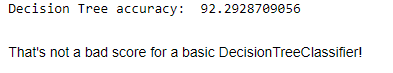 Decision Tree accuracy:  92.2928709056
That's not a bad score for a basic DecisionTreeClassifier!